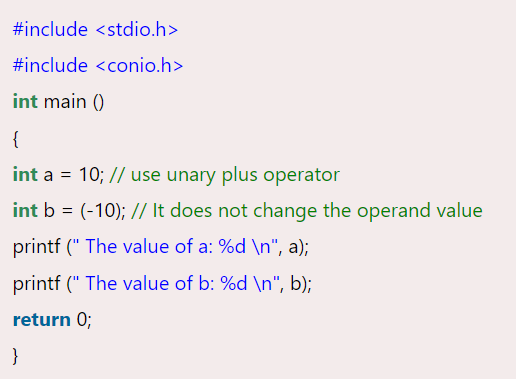 #include <stdio.h>
#include <conio.h>
int main ()
{
int a = 10; // use unary plus operator
int b = (-10); // It does not change the operand value
printf (" The value of a: %d \n", a);
printf (" The value of b: %d \n", b);
return 0;
}